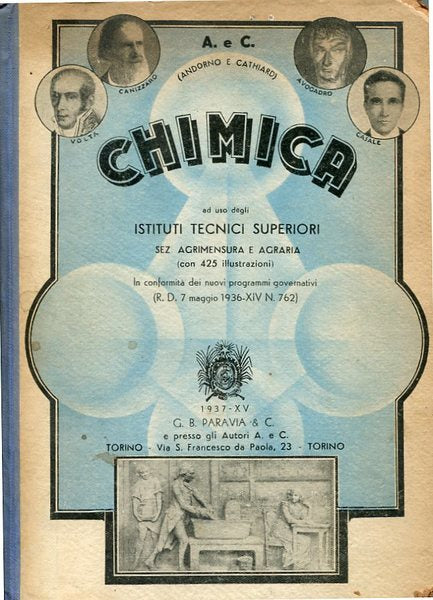 A. e C.
(ANDORNO E CATHIARD)
VOLTA
CANIZZARO
AVOGADRO
CASALE
CHIMICA
ad uso degli
ISTITUTI TECNICI SUPERIORI
SEZ. AGRIMENSURA E AGRARIA
(con 425 illustrazioni)
In conformità dei nuovi programmi governativi
(R. D. 7 maggio 1936-XIV N. 762)
1937-XV
G. B. PARAVIA & C.
e presso gli Autori A. e C.
TORINO - Via S. Francesco da Paola, 23 - TORINO